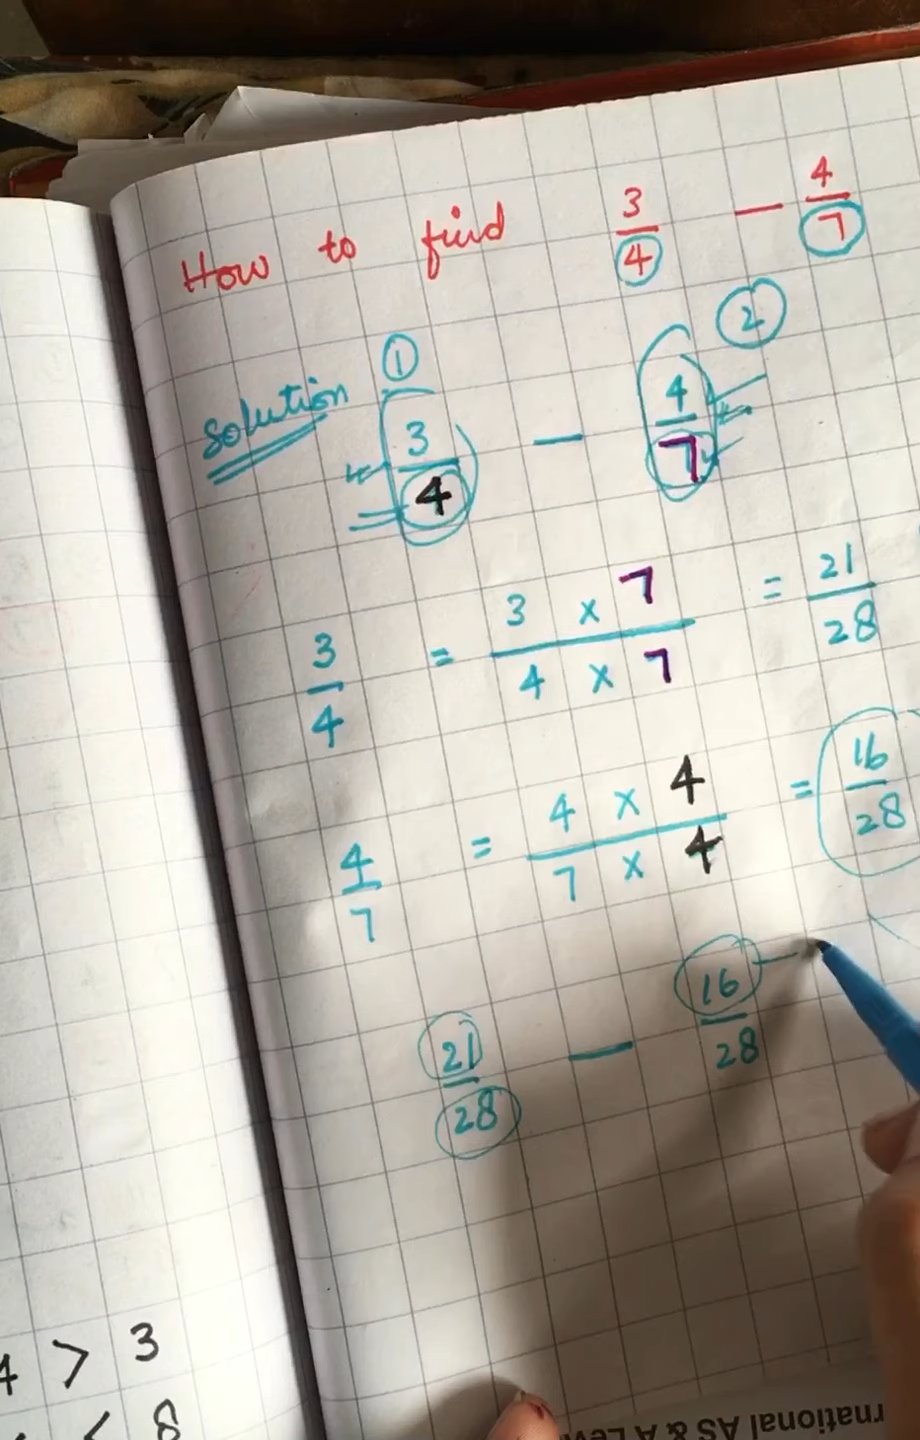 How to find 3/4 — 4/7
① ②
Solution 3/4 — 4/7
3/4 = 3 x 7 / 4 x 7 = 21/28
4/7 = 4 x 4 / 7 x 4 = 16/28
21/28 — 16/28
4 > 3
< 8
rnational AS & A Lev